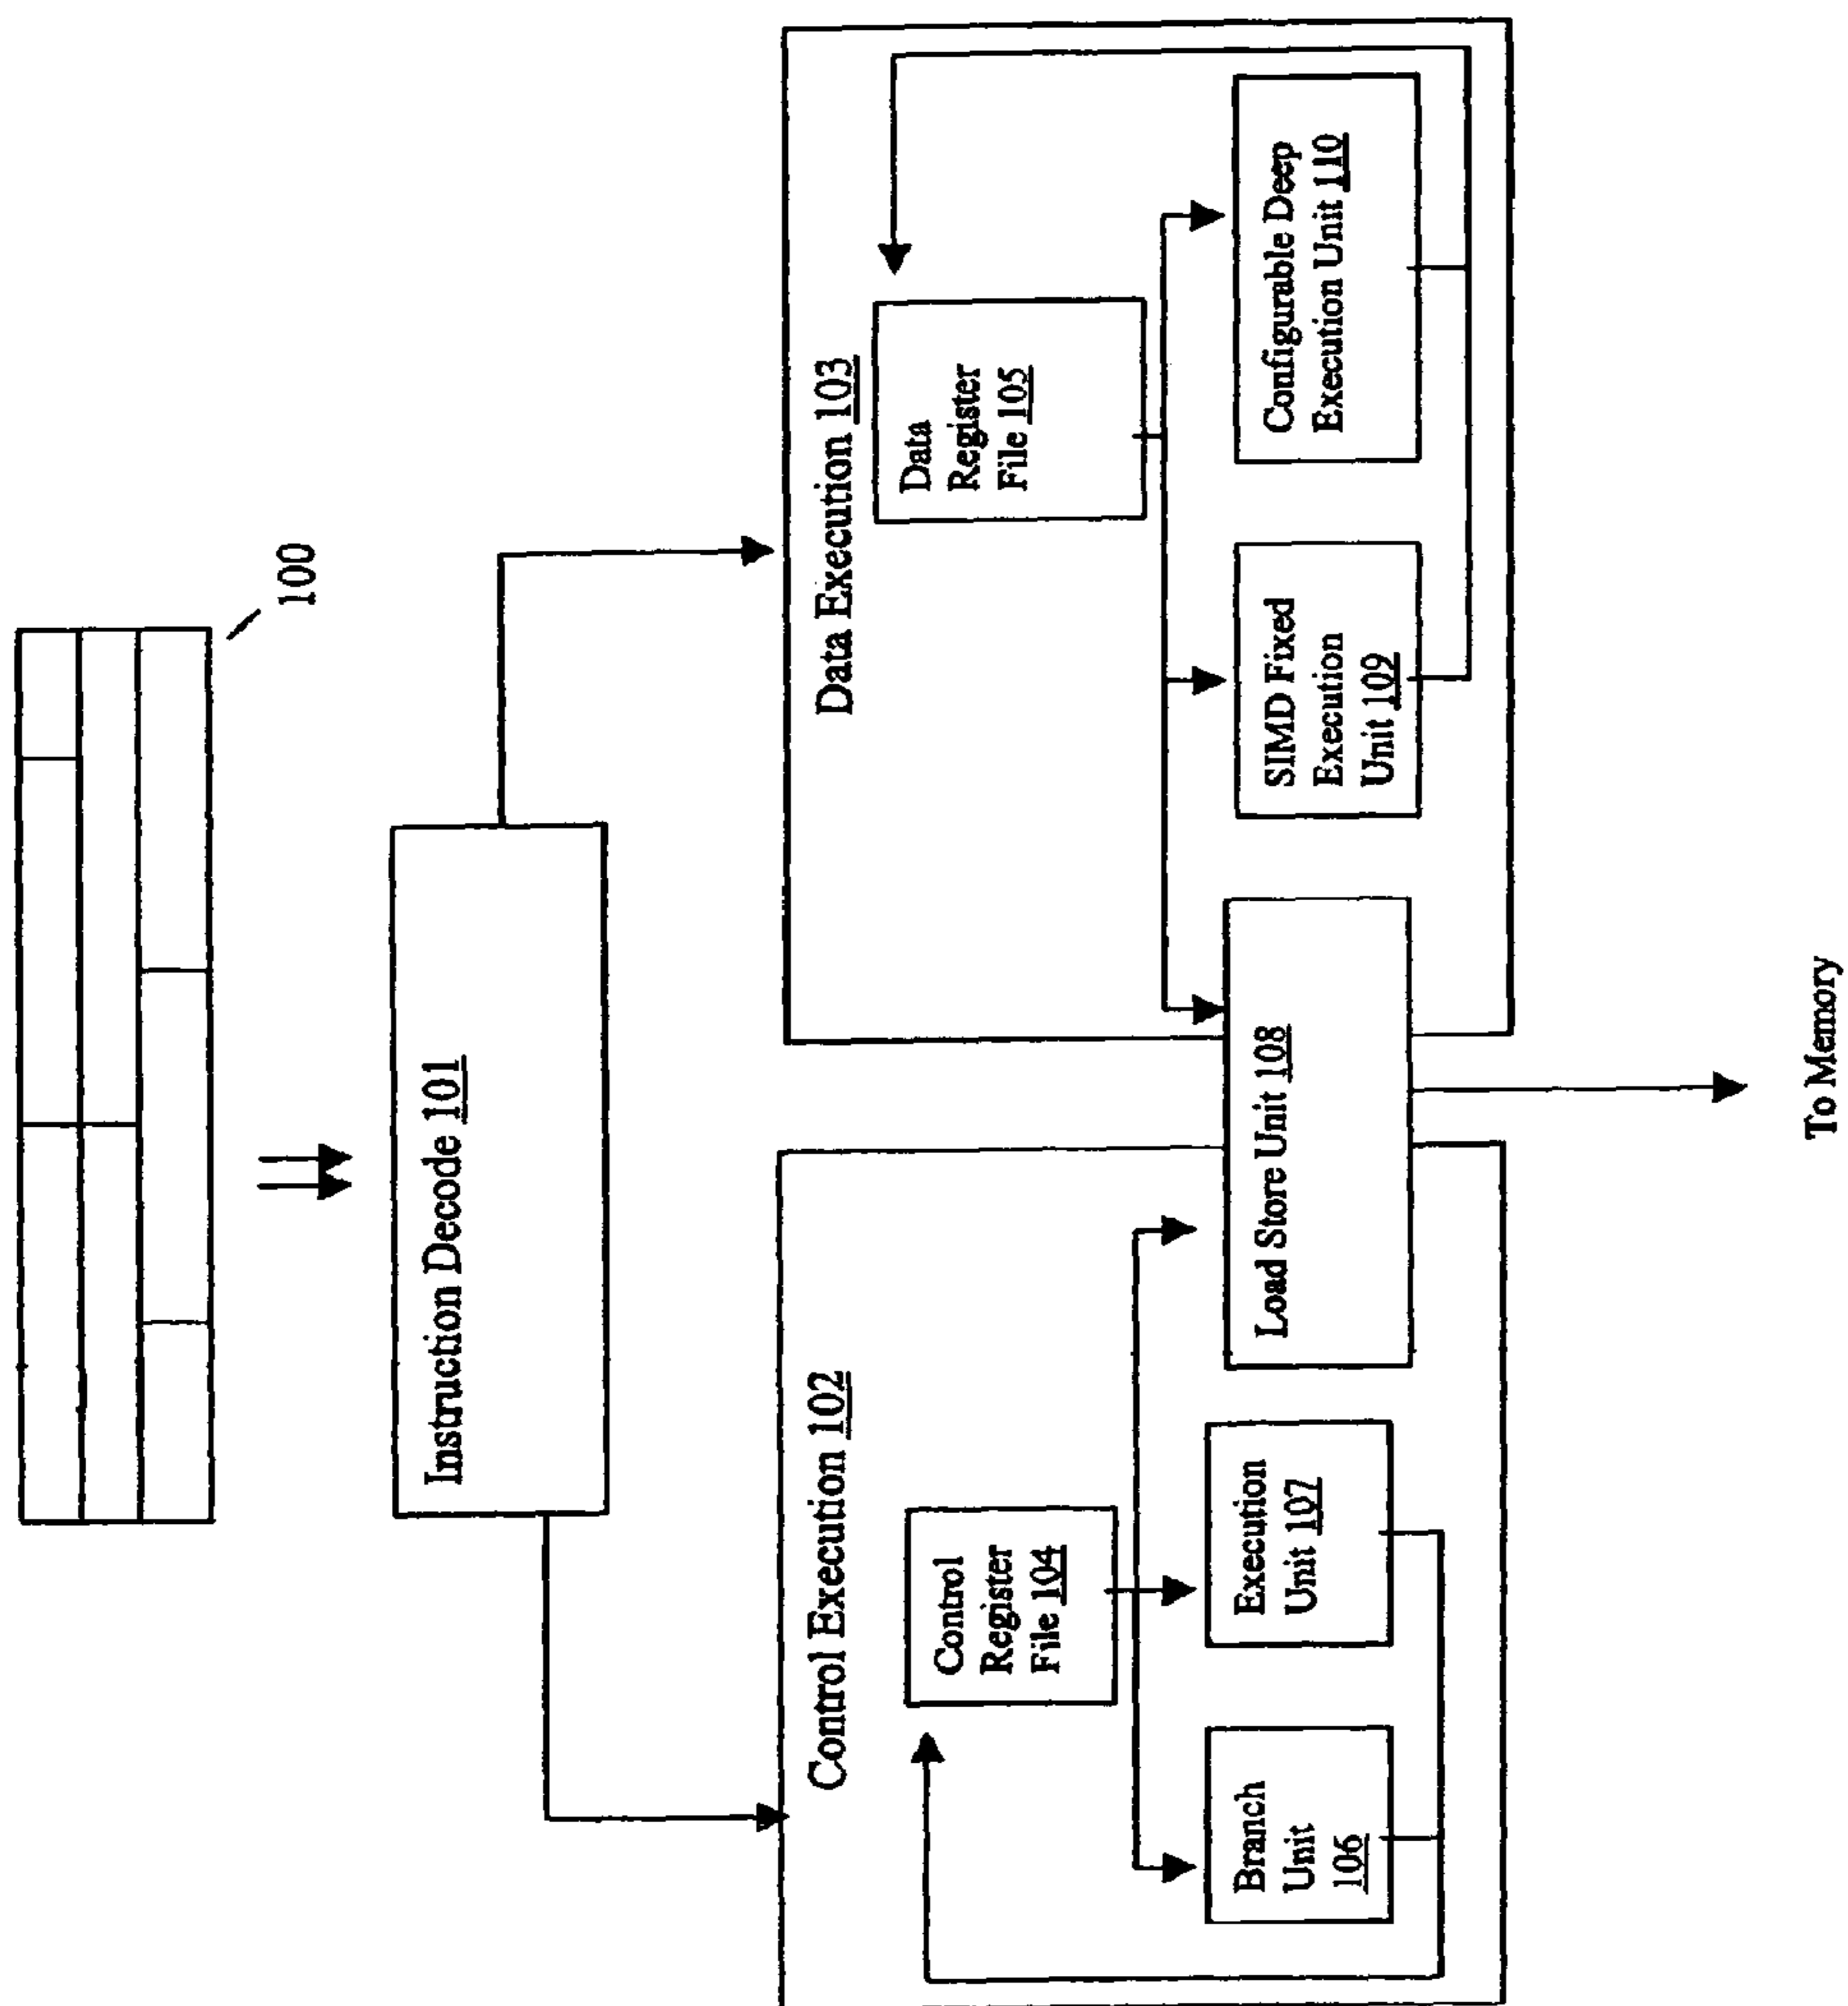 100
Instruction Decode 101
Control Execution 102
Data Execution 103
Control
Register
File 104
Data
Register
File 105
Branch
Unit
106
Execution
Unit 107
Load Store Unit 108
SIMD Fixed
Execution
Unit 109
Configurable Deep
Execution Unit 110
To Memory